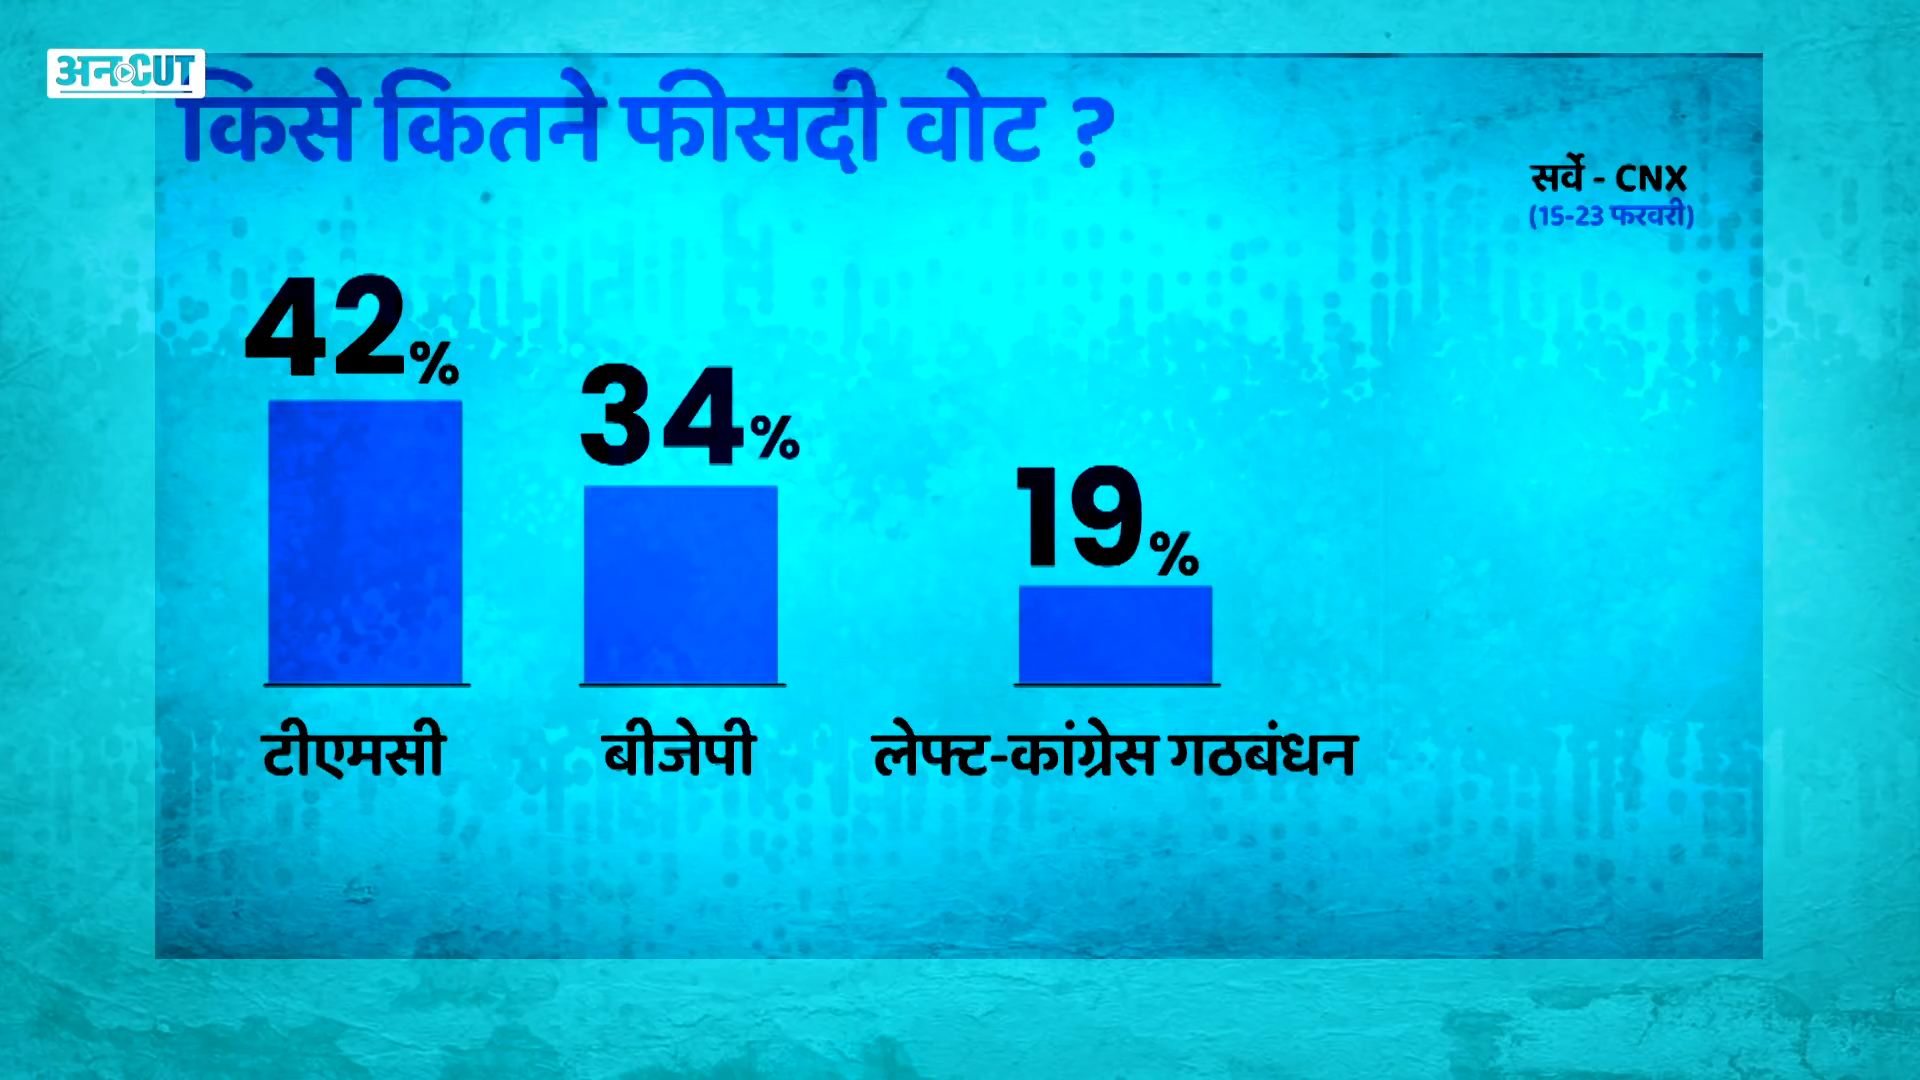 अनCUT
किसे कितने फीसदी वोट ?
सर्वे - CNX
(15-23 फरवरी)
42%
34%
19%
टीएमसी
बीजेपी
लेफ्ट-कांग्रेस गठबंधन